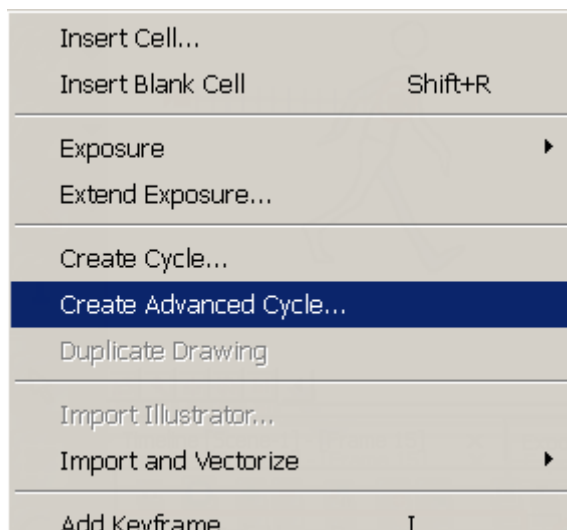 Insert Cell...
Insert Blank Cell Shift+R
Exposure
Extend Exposure...
Create Cycle...
Create Advanced Cycle...
Duplicate Drawing
Import Illustrator...
Import and Vectorize
Add Keyframe I